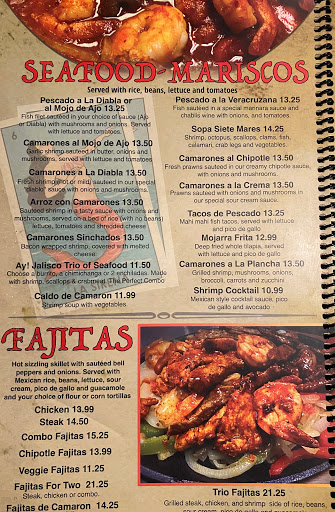 SEAFOOD-MARISCOS
Served with rice, beans, lettuce and tomatoes
Pescado a La Diabla or
al Mojo de Ajo 13.25
Fish filet sauteed in your choice of sauce (Ajo
or Diabla) with mushrooms and onions. Served
with lettuce and tomatoes.
Camarones al Mojo de Ajo 13.50
Garlic shrimp sauteed in butter, onions and
mushrooms, served with lettuce and tomatoes.
Camarones a La Diabla 13.50
Fresh shrimp (hot or mild) sauteed in our special
"diablo" sauce with onions and mushrooms.
Arroz con Camarones 13.50
Sauteed shrimp in a tasty sauce with onions and
mushrooms, served on a bed of rice (with no beans)
lettuce, tomatoes and shredded cheese
Camarones Sinchados 13.50
Bacon wrapped shrimp, covered with melted
cheese.
Ay! Jalisco Trio of Seafood 11.50
Choose 2 burritos, 2 chimichangas or 2 enchiladas. Made
with shrimp, scallops & crabmeat. The Perfect Combo
Caldo de Camaron 11.99
Shrimp soup with vegetables
Pescado a la Veracruzana 13.25
Fish sauteed in a special marinara sauce and
chablis wine with onions, and tomatoes.
Sopa Siete Mares 14.25
Shrimp, octopus, scallops, clams, fish,
calamari, crab legs and vegetables.
Camarones al Chipotle 13.50
Fresh prawns sauteed in our creamy chipotle sauce,
with onions and mushrooms.
Camarones a la Crema 13.50
Prawns sauteed with onions and mushrooms in
our special sour cream sauce.
Tacos de Pescado 13.25
Mahi mahi fish tacos, served with lettuce
and pico de gallo
Mojarra Frita 12.99
Deep fried whole tilapia, served
with lettuce and pico de gallo
Camarones a La Plancha 13.50
Grilled shrimp, mushrooms, onions,
broccoli, carrots and zucchini
Shrimp Cocktail 10.99
Mexican style cocktail sauce, pico
de gallo and avocado
FAJITAS
Hot sizzling skillet with sautéed bell
peppers and onions. Served with
Mexican rice, beans, lettuce, sour
cream, pico de gallo and guacamole
and your choice of flour or corn tortillas
Chicken 13.99
Steak 14.50
Combo Fajitas 15.25
Chipotle Fajitas 13.99
Veggie Fajitas 11.25
Fajitas For Two 21.25
Steak, chicken or combo.
Fajitas de Camaron 14.25
Trio Fajitas 21.25
Grilled steak, chicken, and shrimp side of rice, beans,